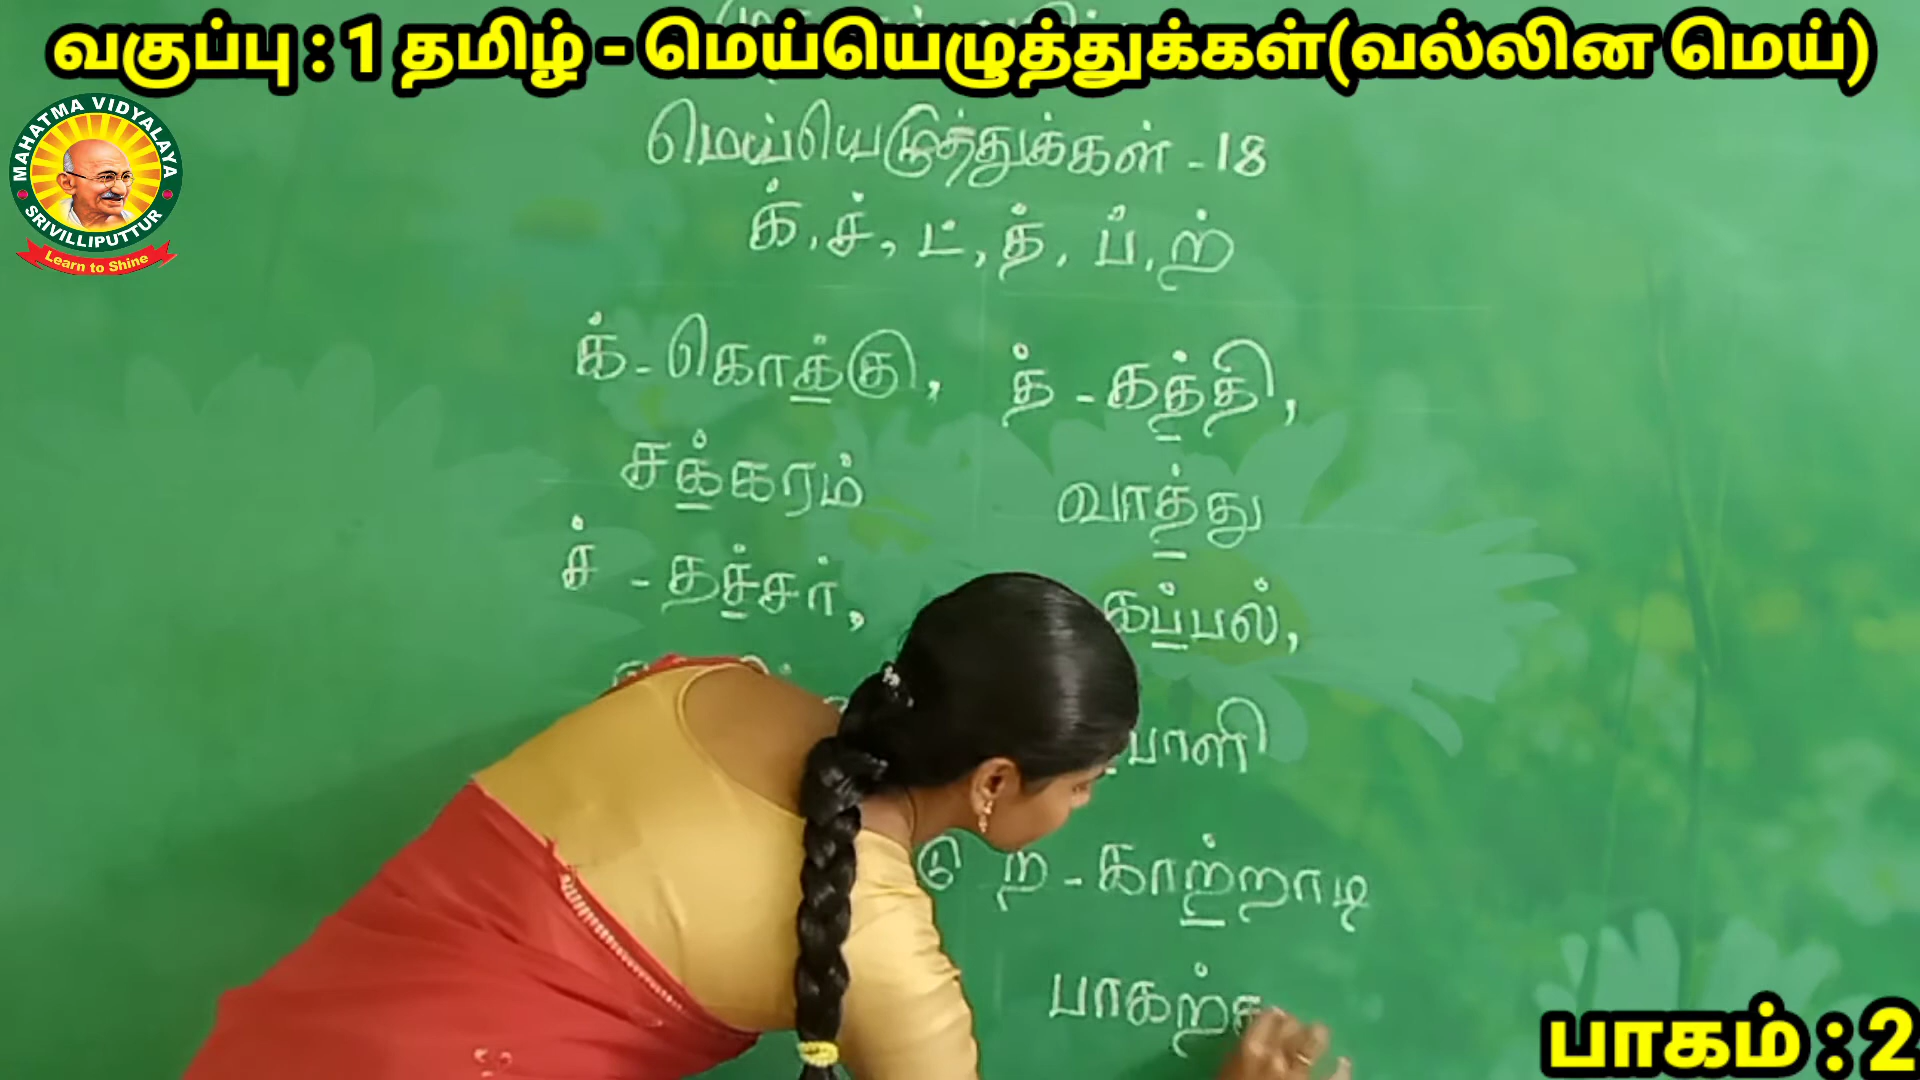 வகுப்பு : 1 தமிழ் - மெய்யெழுத்துக்கள்(வல்லின மெய்)
MAHATMA VIDYALAYA
SRIVILLIPUTTUR
Learn to Shine
மெய்யெழுத்துக்கள் - 18
க், ச், ட், த், ப், ற்
க் - கொக்கு, த் - கத்தி,
சக்கரம் வாத்து
ச் - தச்சர், கப்பல்,
பாளி
ற - காற்றாடி
பாகற்க
பாகம் : 2